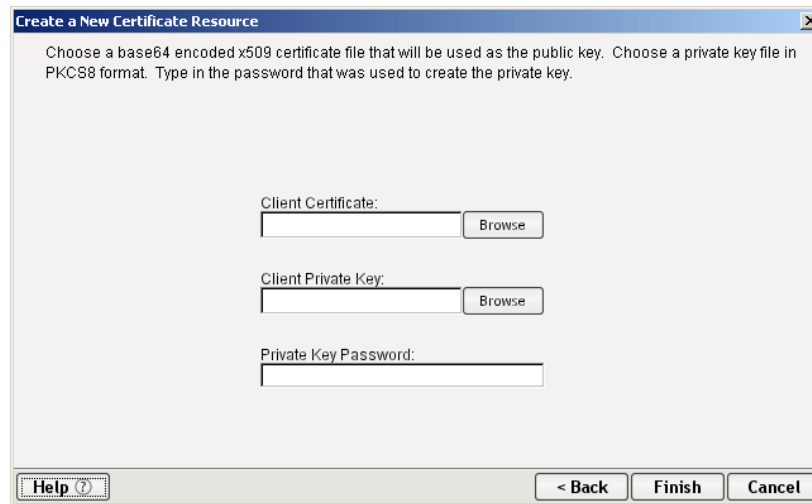 Create a New Certificate Resource
Choose a base64 encoded x509 certificate file that will be used as the public key. Choose a private key file in
PKCS8 format. Type in the password that was used to create the private key.
Client Certificate:
Browse
Client Private Key:
Browse
Private Key Password:
Help ?
< Back Finish Cancel